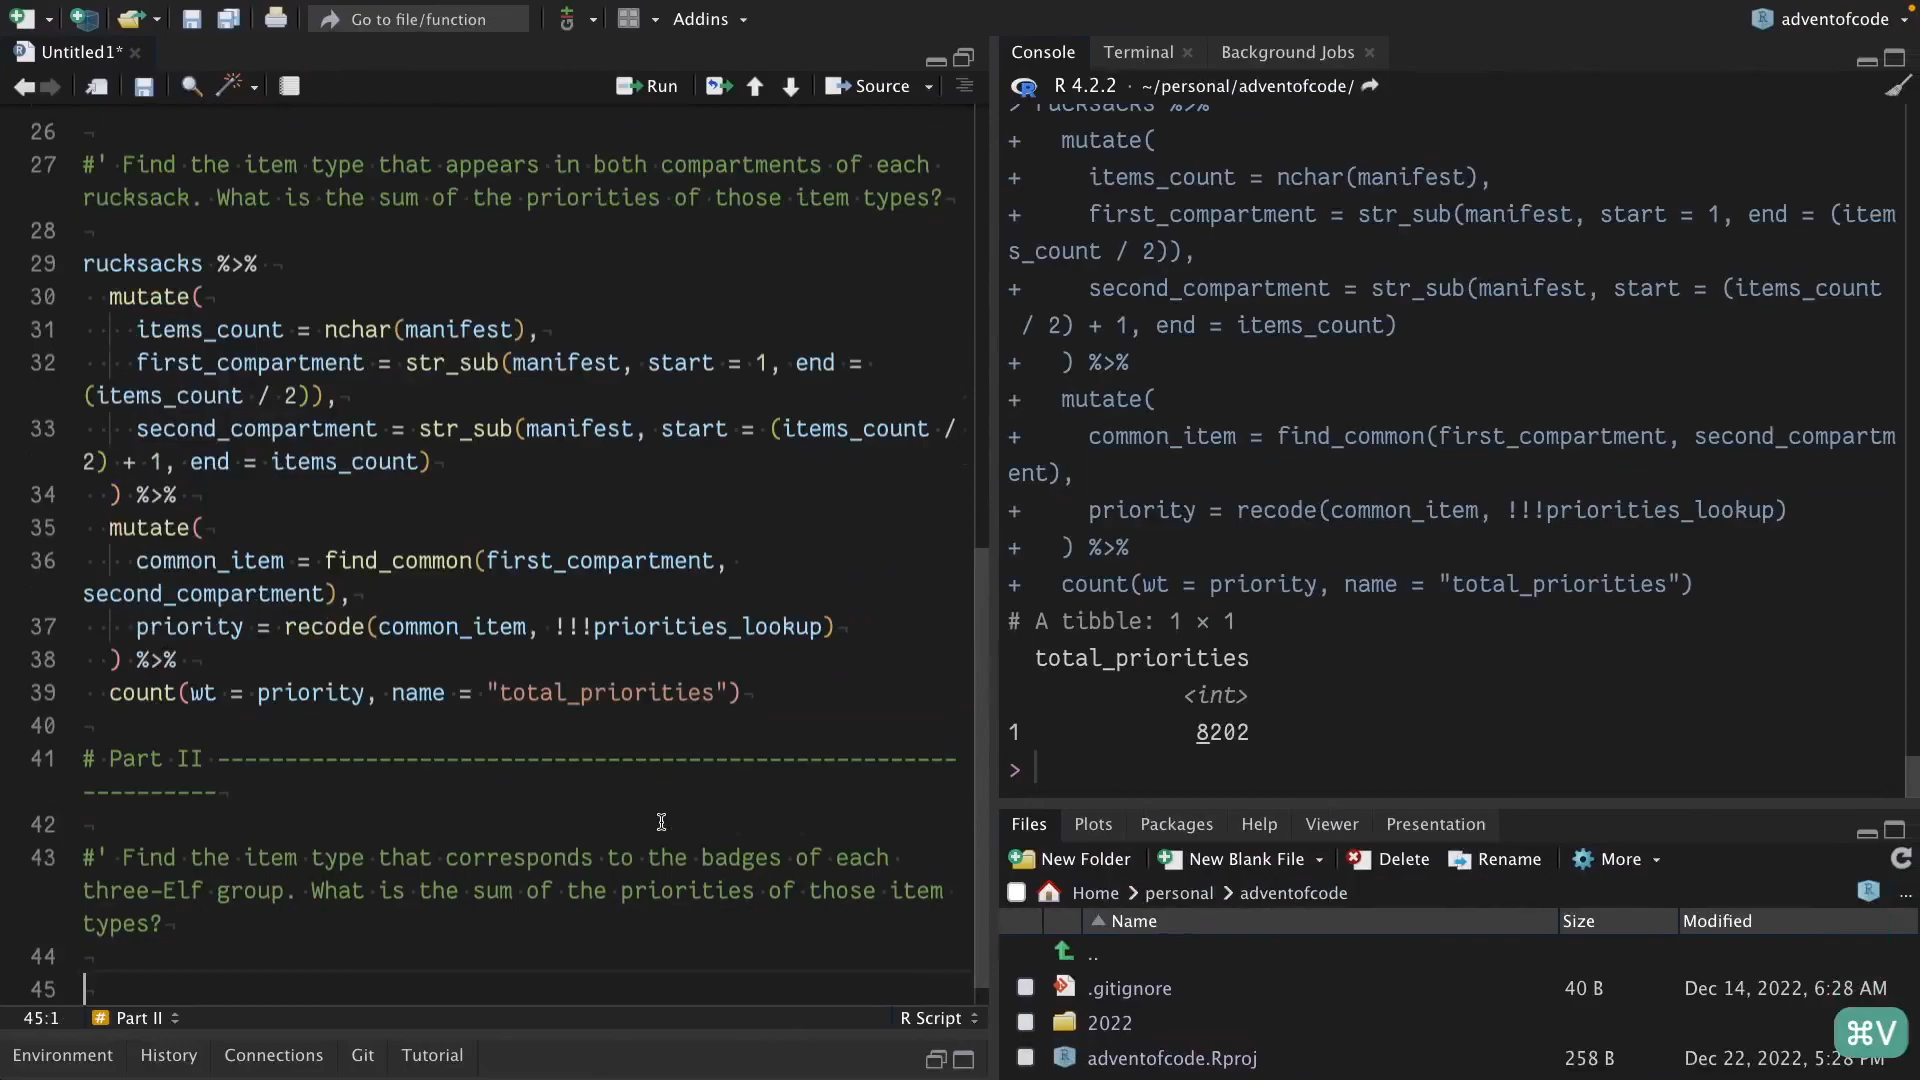 Go to file/function
Addins
adventofcode
Untitled1*
Run
Source
26
27 #' Find the item type that appears in both compartments of each
rucksack. What is the sum of the priorities of those item types?
28
29 rucksacks %>%
30 mutate(
31 items_count = nchar(manifest),
32 first_compartment = str_sub(manifest, start = 1, end =
(items_count / 2)),
33 second_compartment = str_sub(manifest, start = (items_count /
2) + 1, end = items_count)
34 ) %>%
35 mutate(
36 common_item = find_common(first_compartment,
second_compartment),
37 priority = recode(common_item, !!!priorities_lookup)
38 ) %>%
39 count(wt = priority, name = "total_priorities")
40
41 # Part II -------------------------------------------------------
----------
42
43 #' Find the item type that corresponds to the badges of each
three-Elf group. What is the sum of the priorities of those item
types?
44
45
45:1
# Part II
R Script
Environment
History
Connections
Git
Tutorial
Console
Terminal
Background Jobs
R 4.2.2 · ~/personal/adventofcode/
> rucksacks %>%
+ mutate(
+ items_count = nchar(manifest),
+ first_compartment = str_sub(manifest, start = 1, end = (item
s_count / 2)),
+ second_compartment = str_sub(manifest, start = (items_count
/ 2) + 1, end = items_count)
+ ) %>%
+ mutate(
+ common_item = find_common(first_compartment, second_compartm
ent),
+ priority = recode(common_item, !!!priorities_lookup)
+ ) %>%
+ count(wt = priority, name = "total_priorities")
# A tibble: 1 × 1
total_priorities
<int>
1 8202
>
Files
Plots
Packages
Help
Viewer
Presentation
New Folder
New Blank File
Delete
Rename
More
Home
personal
adventofcode
...
Name
Size
Modified
..
.gitignore 40 B Dec 14, 2022, 6:28 AM
2022
adventofcode.Rproj 258 B Dec 22, 2022, 5:28 PM
⌘V